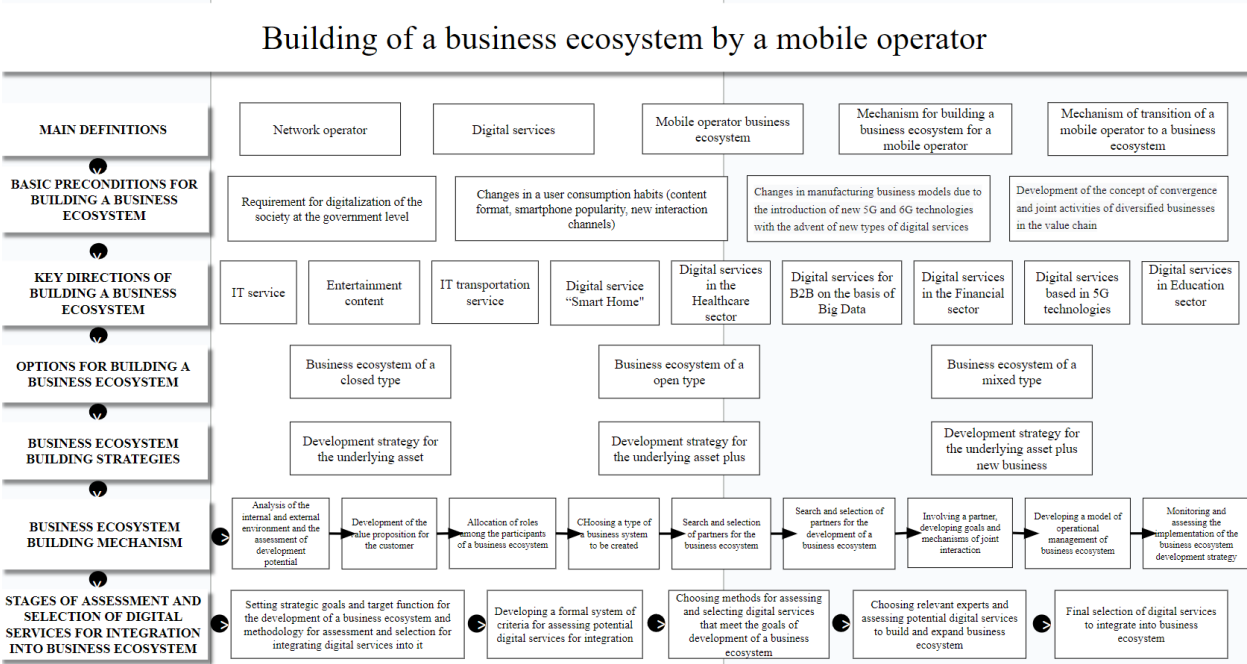 Building of a business ecosystem by a mobile operator
MAIN DEFINITIONS
Network operator
Digital services
Mobile operator business
ecosystem
Mechanism for building a
business ecosystem for a
mobile operator
Mechanism of transition of a
mobile operator to a business
ecosystem
BASIC PRECONDITIONS FOR
BUILDING A BUSINESS
ECOSYSTEM
Requirement for digitalization of the
society at the government level
Changes in a user consumption habits (content
format, smartphone popularity, new interaction
channels)
Changes in manufacturing business models due to
the introduction of new 5G and 6G technologies
with the advent of new types of digital services
Development of the concept of convergence
and joint activities of diversified businesses
in the value chain
KEY DIRECTIONS OF
BUILDING A BUSINESS
ECOSYSTEM
IT service
Entertainment
content
IT transportation
service
Digital service
“Smart Home"
Digital services
in the
Healthcare
sector
Digital services for
B2B on the basis of
Big Data
Digital services
in the Financial
sector
Digital services
based in 5G
technologies
Digital services
in Education
sector
OPTIONS FOR BUILDING A
BUSINESS ECOSYSTEM
Business ecosystem of a
closed type
Business ecosystem of a
open type
Business ecosystem of a
mixed type
BUSINESS ECOSYSTEM
BUILDING STRATEGIES
Development strategy for
the underlying asset
Development strategy for
the underlying asset plus
Development strategy for
the underlying asset plus
new business
BUSINESS ECOSYSTEM
BUILDING MECHANISM
Analysis of the
internal and external
environment and the
assessment of
development
potential
Development of the
value proposition for
the customer
Allocation of roles
among the participants
of a business ecosystem
CHoosing a type of
a business system
to be created
Search and selection
of partners for the
business ecosystem
Search and selection of
partners for the
development of a
business ecosystem
Involving a partner,
developing goals and
mechanisms of joint
interaction
Developing a model of
operational
management of
business ecosystem
Monitoring and
assessing the
implementation of the
business ecosystem
development strategy
STAGES OF ASSESSMENT AND
SELECTION OF DIGITAL
SERVICES FOR INTEGRATION
INTO BUSINESS ECOSYSTEM
Setting strategic goals and target function for
the development of a business ecosystem and
methodology for assessment and selection for
integrating digital services into it
Developing a formal system of
criteria for assessing potential
digital services for integration
Choosing methods for assessing
and selecting digital services
that meet the goals of
development of a business
ecosystem
Choosing relevant experts and
assessing potential digital services
to build and expand business
ecosystem
Final selection of digital services
to integrate into business
ecosystem